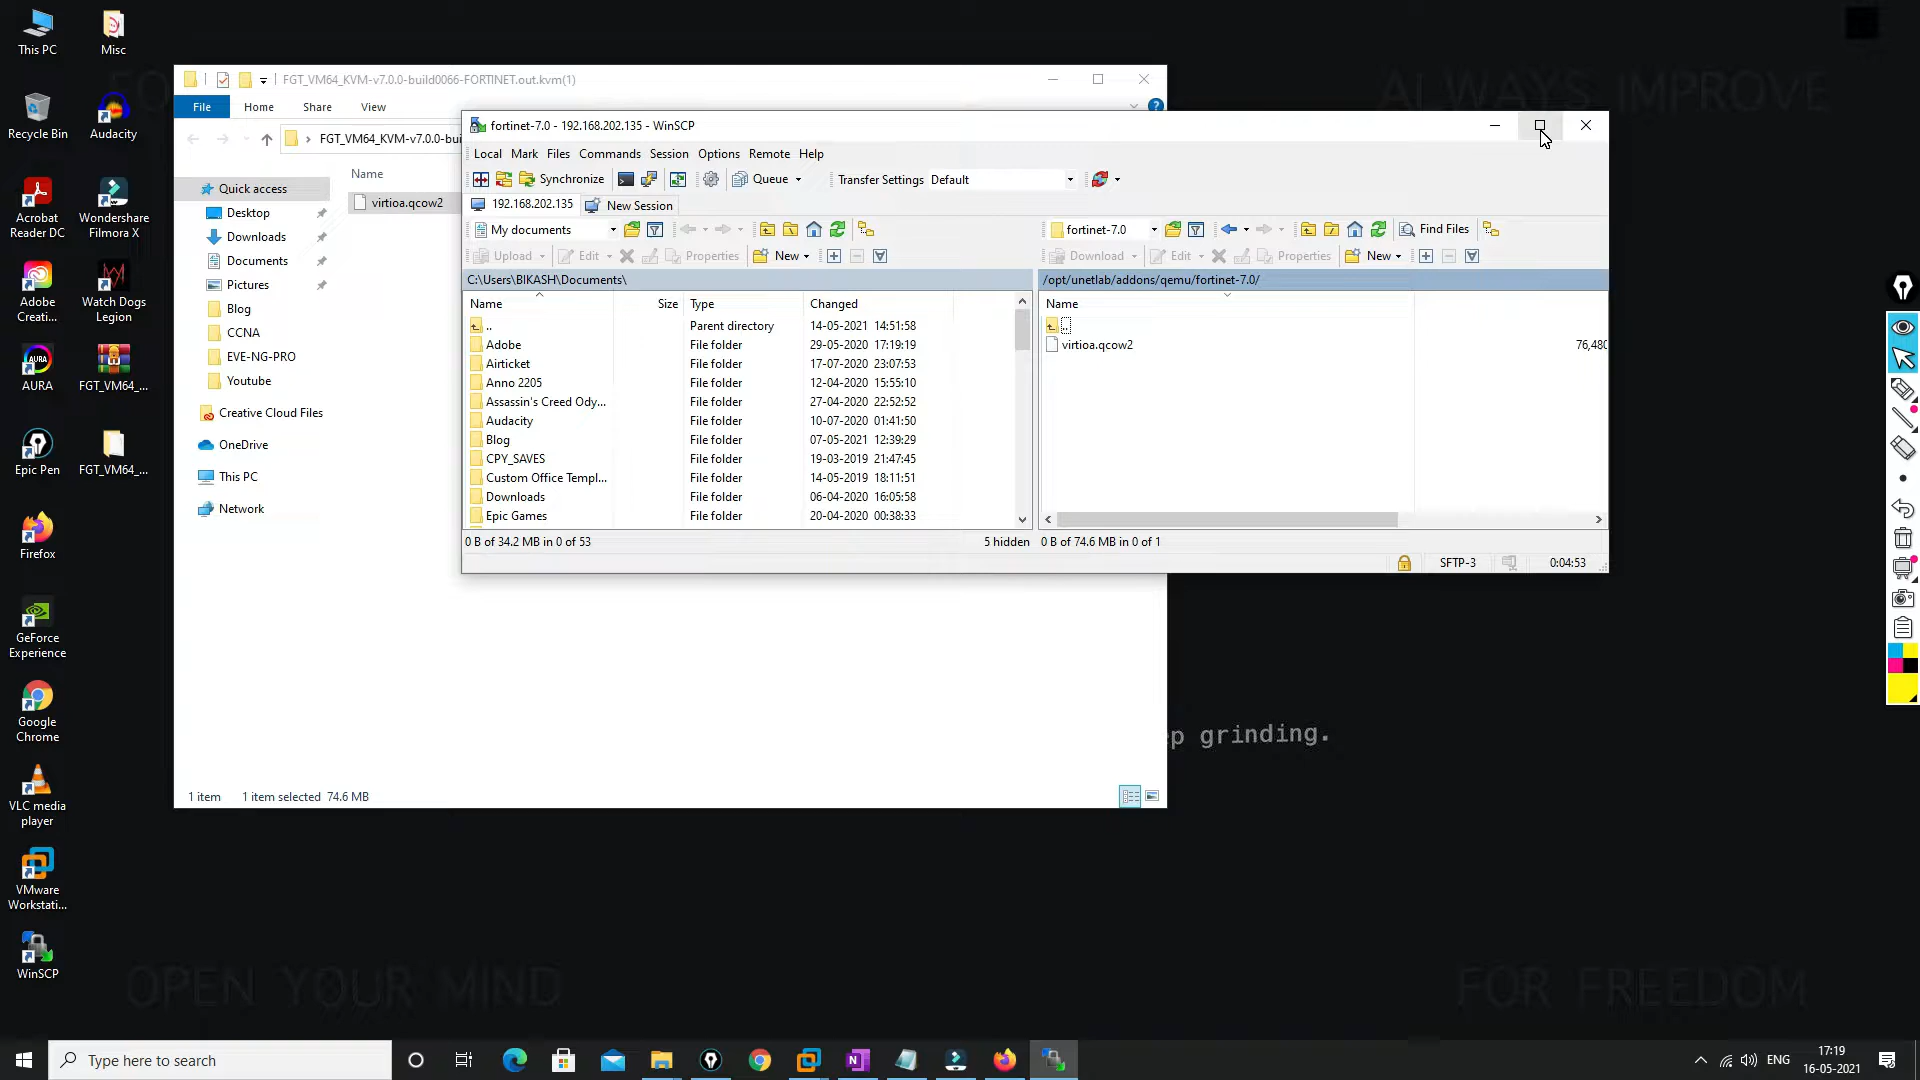 This PC
Misc
Recycle Bin
Audacity
Acrobat
Reader DC
Wondershare
Filmora X
Adobe
Creati...
Watch Dogs
Legion
AURA
AURA
FGT_VM64_...
Epic Pen
FGT_VM64_...
Firefox
GeForce
Experience
Google
Chrome
VLC media
player
VMware
Workstati...
WinSCP
ALWAYS IMPROVE
OPEN YOUR MIND
FOR FREEDOM
grinding.
FGT_VM64_KVM-v7.0.0-build0066-FORTINET.out.kvm(1)
File Home Share View
FGT_VM64_KVM-v7.0.0-bui
Name
virtioa.qcow2
Quick access
Desktop
Downloads
Documents
Pictures
Blog
CCNA
EVE-NG-PRO
Youtube
Creative Cloud Files
OneDrive
This PC
Network
1 item 1 item selected 74.6 MB
fortinet-7.0 - 192.168.202.135 - WinSCP
Local Mark Files Commands Session Options Remote Help
Synchronize Queue Transfer Settings Default
192.168.202.135 New Session
My documents
Upload Edit Properties New
C:\Users\BIKASH\Documents\
Name Size Type Changed
.. Parent directory 14-05-2021 14:51:58
Adobe File folder 29-05-2020 17:19:19
Airticket File folder 17-07-2020 23:07:53
Anno 2205 File folder 12-04-2020 15:55:10
Assassin's Creed Ody... File folder 27-04-2020 22:52:52
Audacity File folder 10-07-2020 01:41:50
Blog File folder 07-05-2021 12:39:29
CPY_SAVES File folder 19-03-2019 21:47:45
Custom Office Templ... File folder 14-05-2019 18:11:51
Downloads File folder 06-04-2020 16:05:58
Epic Games File folder 20-04-2020 00:38:33
0 B of 34.2 MB in 0 of 53 5 hidden
fortinet-7.0 Find Files
Download Edit Properties New
/opt/unetlab/addons/qemu/fortinet-7.0/
Name
..
virtioa.qcow2 76,480
0 B of 74.6 MB in 0 of 1
SFTP-3 0:04:53
Type here to search
ENG
17:19
16-05-2021